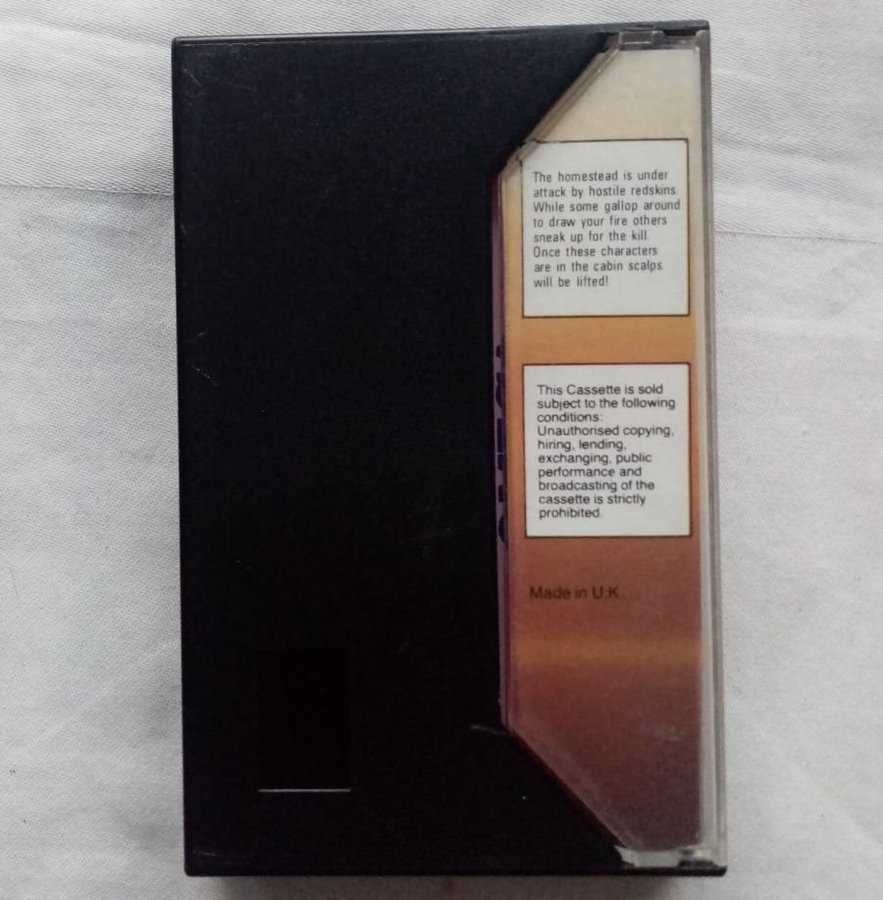 The homestead is under
attack by hostile redskins.
While some gallop around
to draw your fire others
sneak up for the kill.
Once these characters
are in the cabin scalps
will be lifted!
This Cassette is sold
subject to the following
conditions:
Unauthorised copying,
hiring, lending,
exchanging, public
performance and
broadcasting of the
cassette is strictly
prohibited.
Made in U.K.